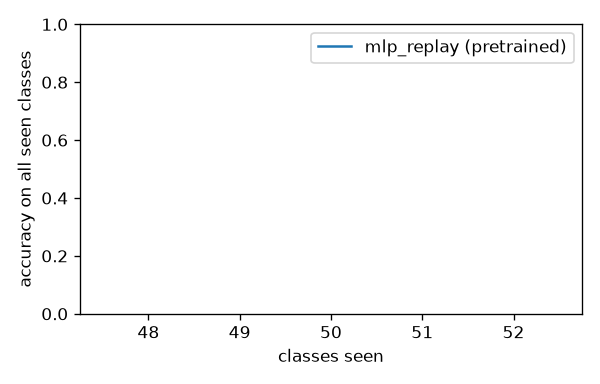 1.0
mlp_replay (pretrained)
0.8
0.6
0.4
0.2
0.0
accuracy on all seen classes
48 49 50 51 52
classes seen